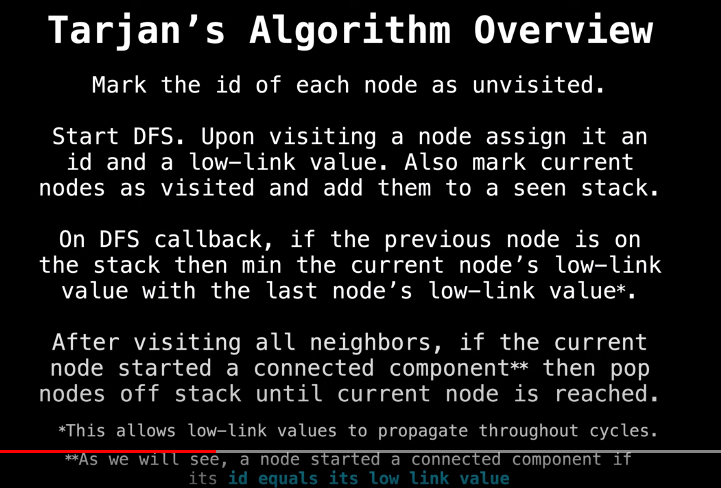 Tarjan’s Algorithm Overview
Mark the id of each node as unvisited.
Start DFS. Upon visiting a node assign it an
id and a low-link value. Also mark current
nodes as visited and add them to a seen stack.
On DFS callback, if the previous node is on
the stack then min the current node’s low-link
value with the last node’s low-link value*.
After visiting all neighbors, if the current
node started a connected component** then pop
nodes off stack until current node is reached.
*This allows low-link values to propagate throughout cycles.
**As we will see, a node started a connected component if
its id equals its low link value